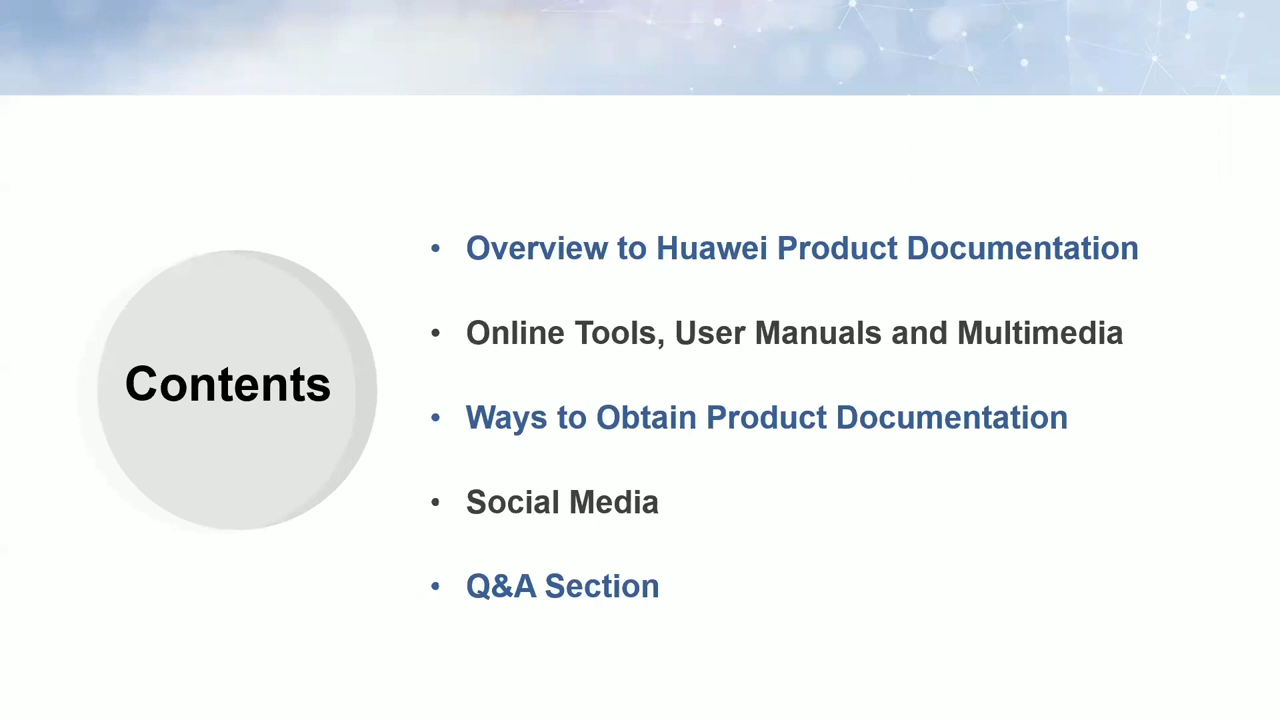 Contents
• Overview to Huawei Product Documentation
• Online Tools, User Manuals and Multimedia
• Ways to Obtain Product Documentation
• Social Media
• Q&A Section